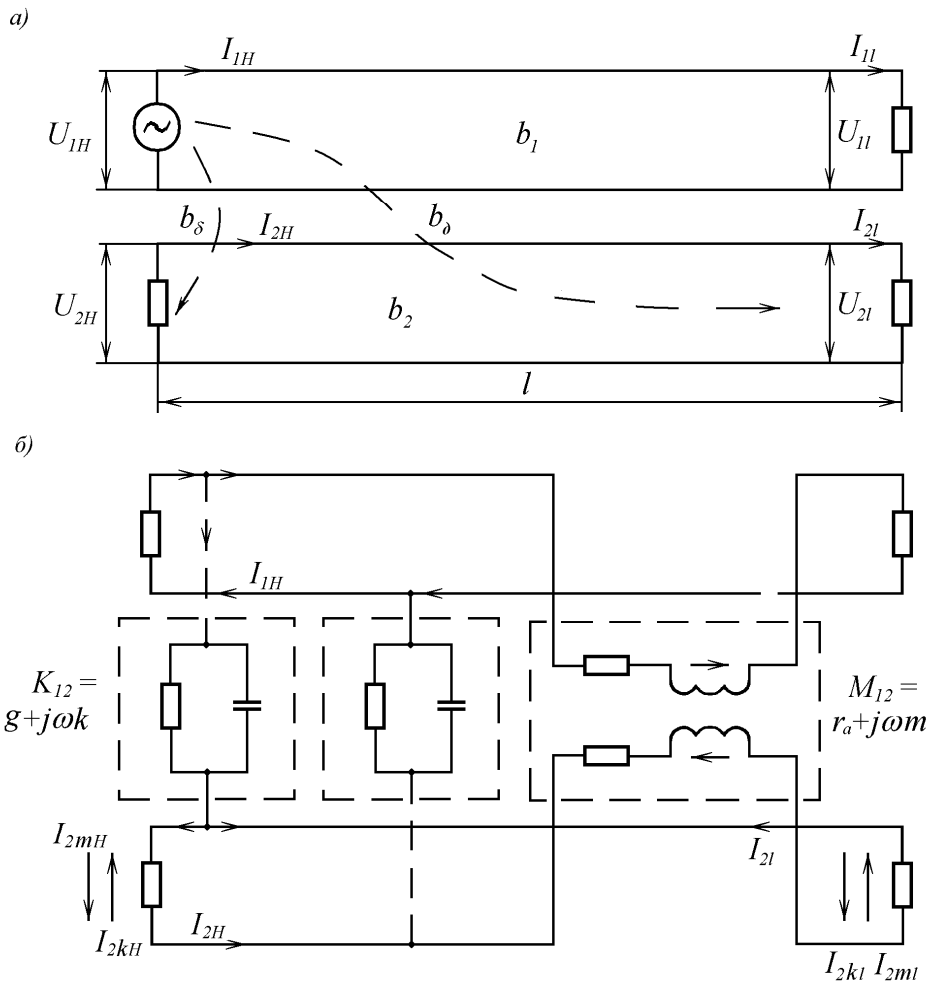 а)
I1H
I1l
U1H
b1
U1l
bδ
I2H
b∂
I2l
U2H
b2
U2l
l
б)
I1H
K12 =
g+jωk
M12 =
ra+jωm
I2mH
I2l
I2kH
I2H
I2kl I2ml